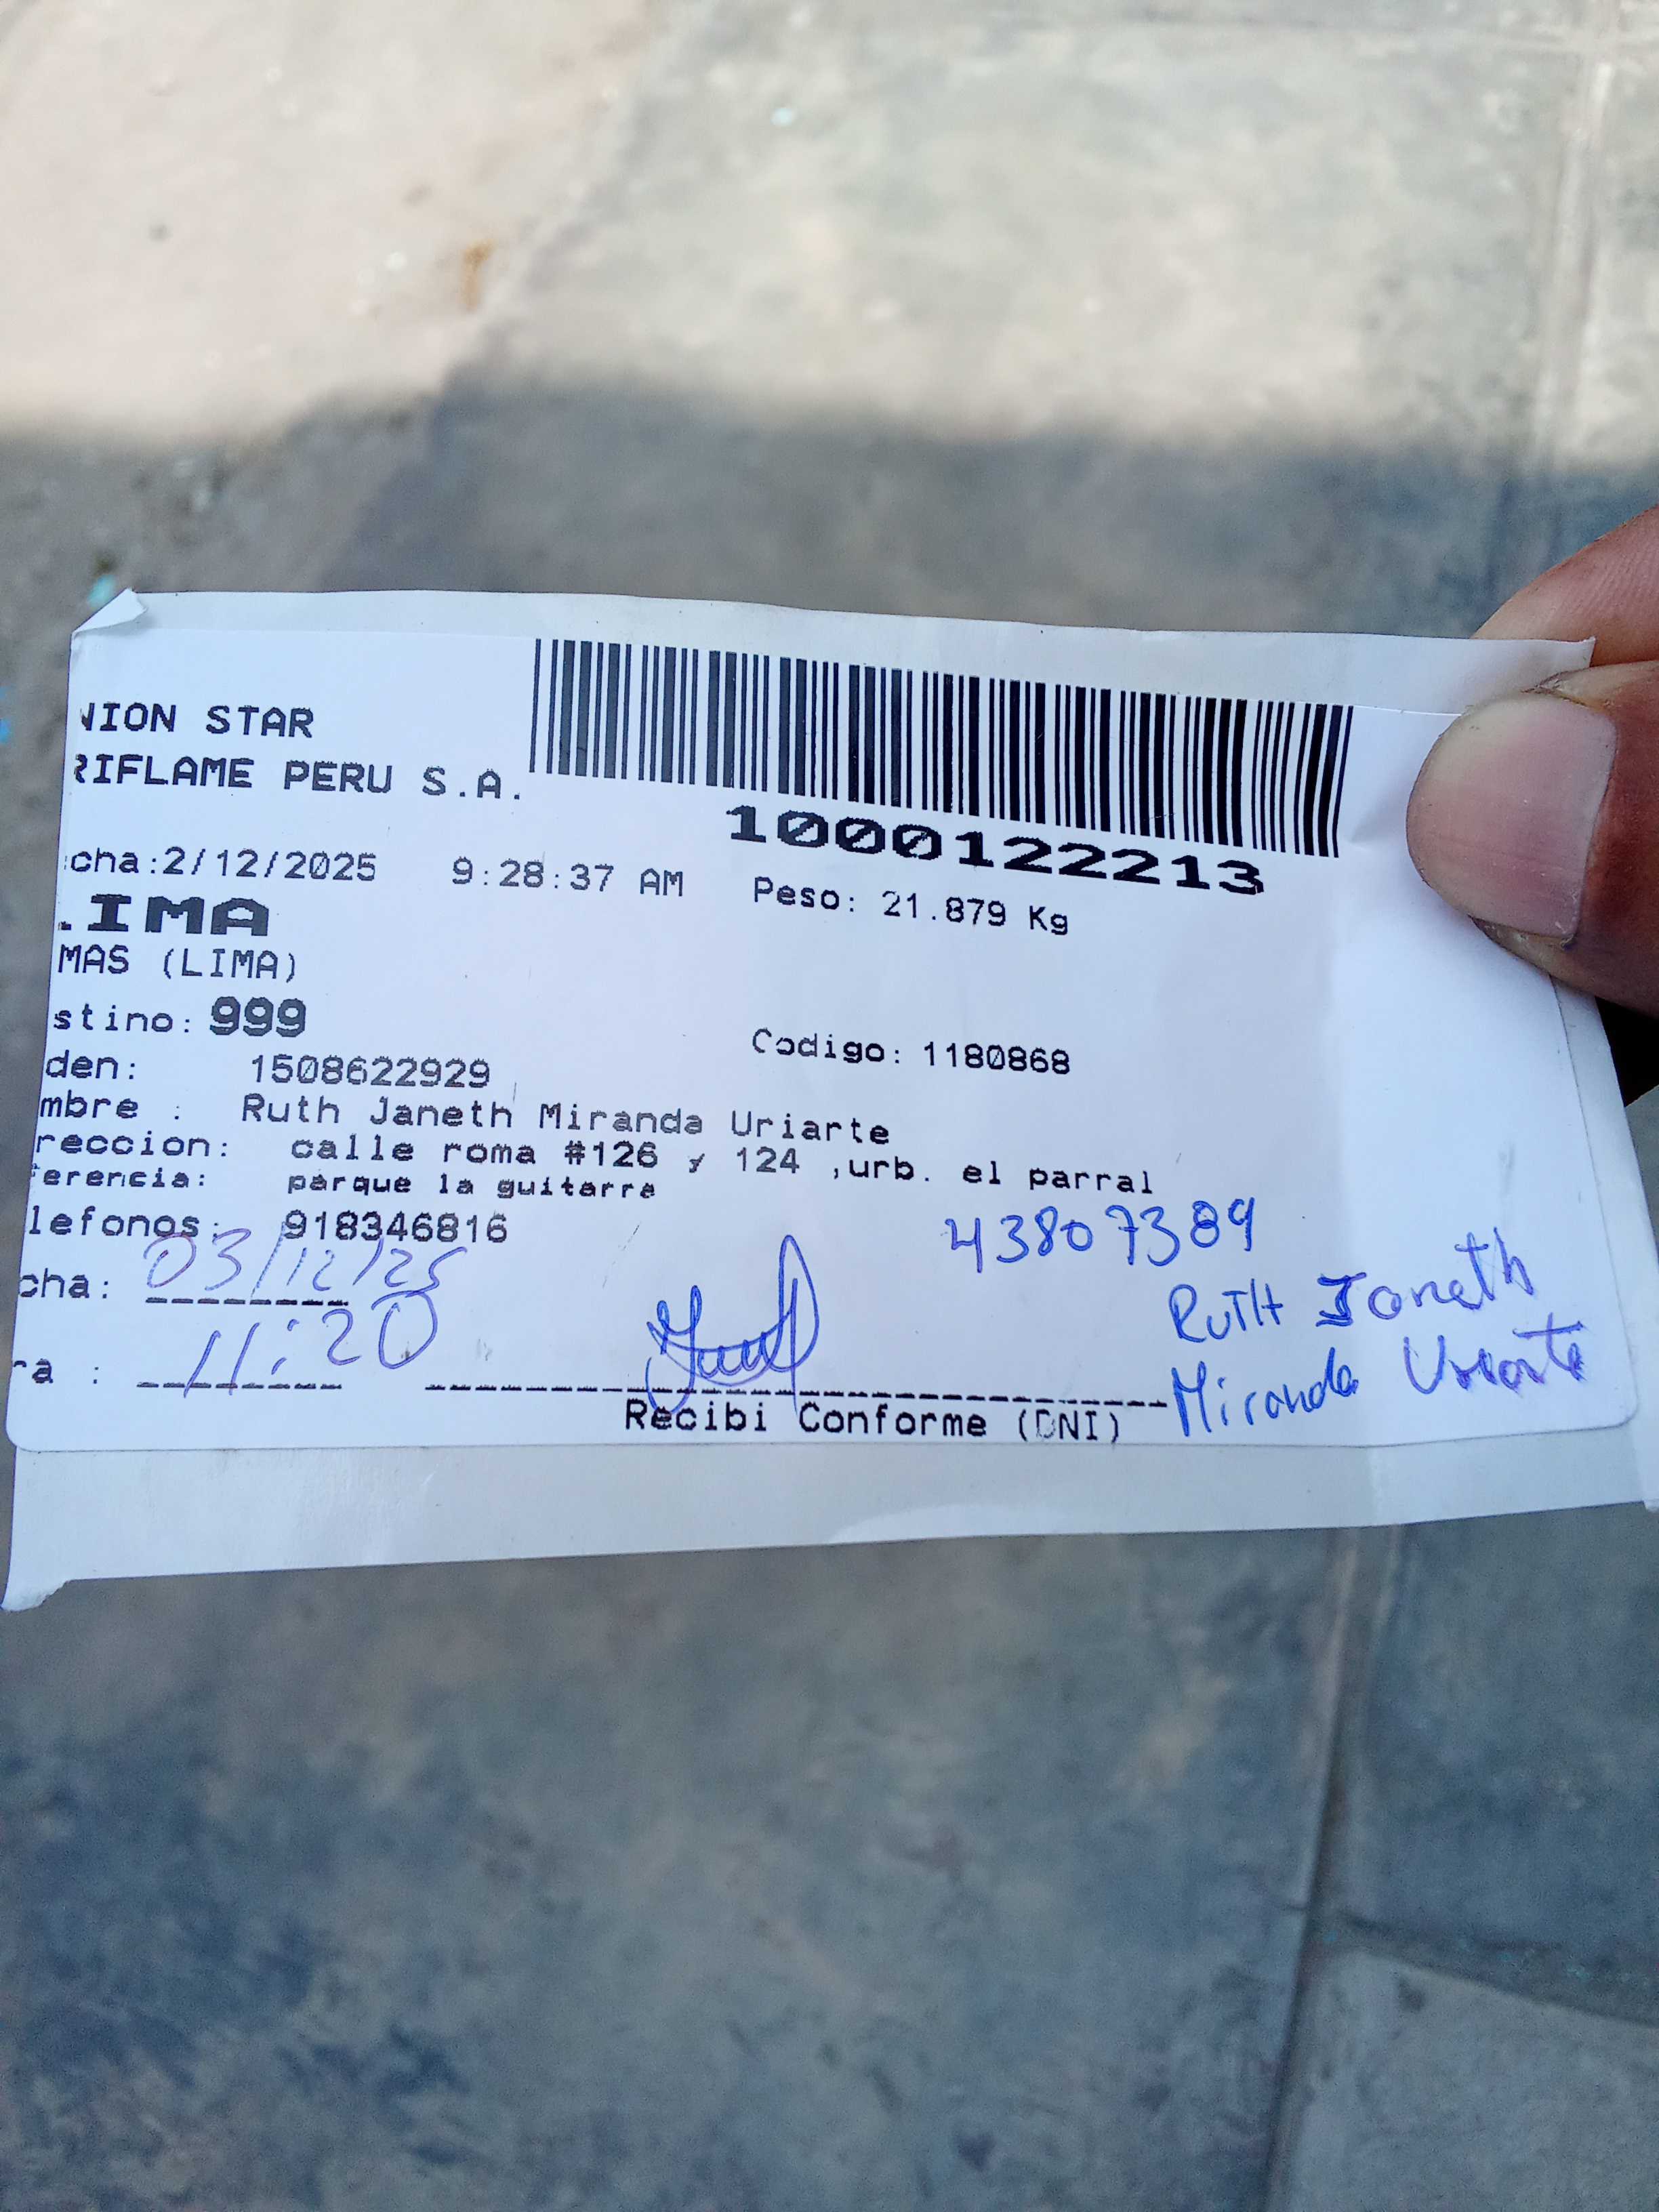 NION STAR
RIFLAME PERU S.A.
1000122213
cha:2/12/2025 9:28:37 AM Peso: 21.879 Kg
LIMA
MAS (LIMA)
stino: 999
den: 1508622929 Codigo: 1180868
mbre : Ruth Janeth Miranda Uriarte
reccion: calle roma #126 y 124 ,urb. el parral
ferencia: parque la guitarra
lefonos: 918346816
43807389
cha: 03/12/25
RUTH Janeth
ra : 11:20
Miranda Uriarte
Recibi Conforme (DNI)